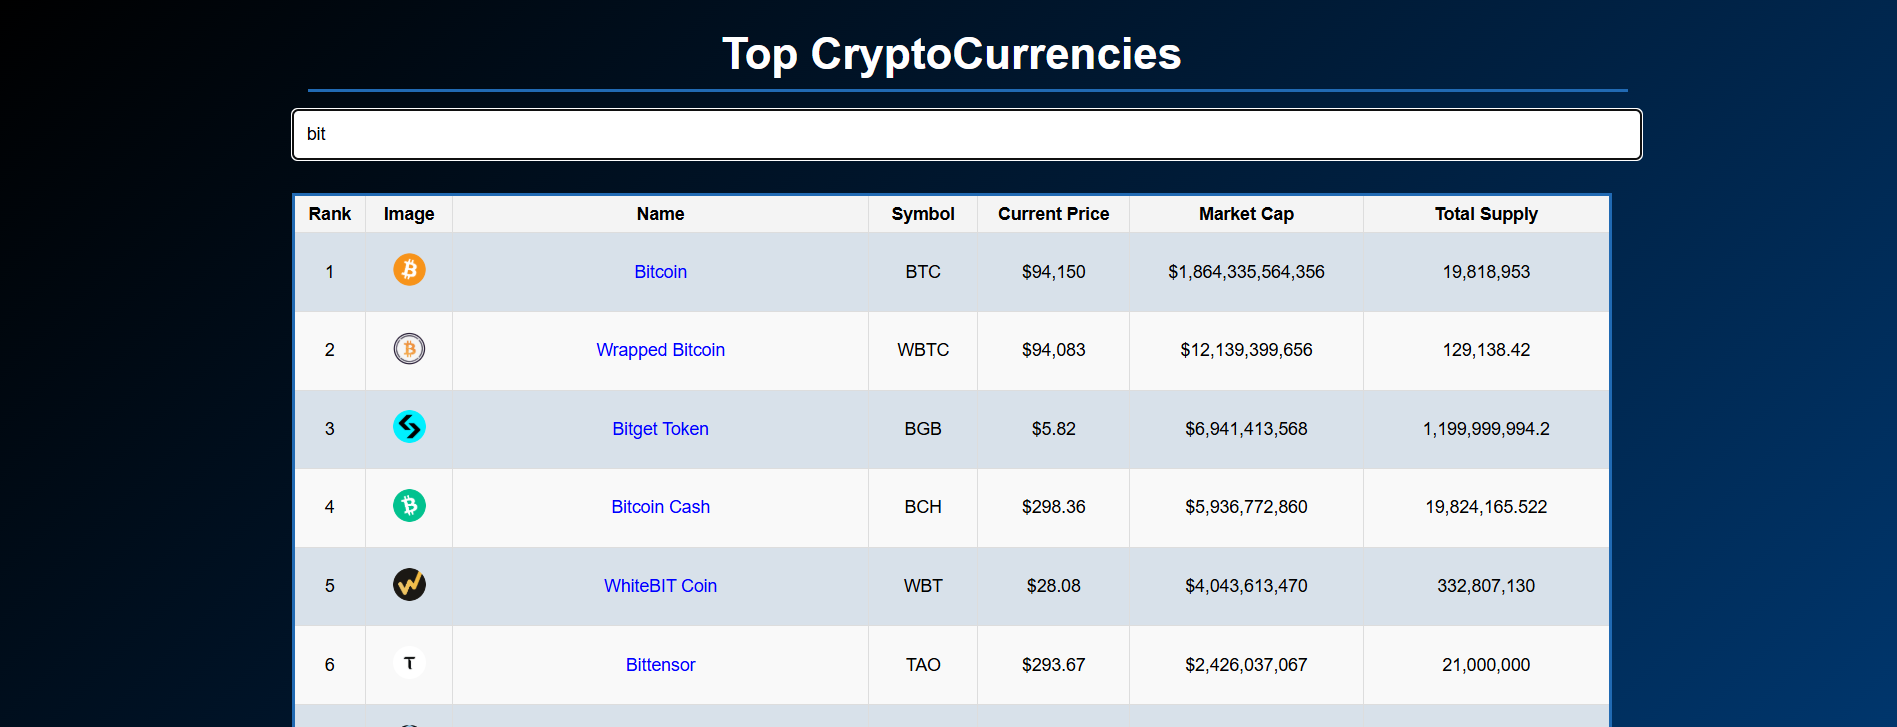 Top CryptoCurrencies
bit
Rank Image Name Symbol Current Price Market Cap Total Supply
1 Bitcoin BTC $94,150 $1,864,335,564,356 19,818,953
2 Wrapped Bitcoin WBTC $94,083 $12,139,399,656 129,138.42
3 Bitget Token BGB $5.82 $6,941,413,568 1,199,999,994.2
4 Bitcoin Cash BCH $298.36 $5,936,772,860 19,824,165.522
5 WhiteBIT Coin WBT $28.08 $4,043,613,470 332,807,130
6 Bittensor TAO $293.67 $2,426,037,067 21,000,000